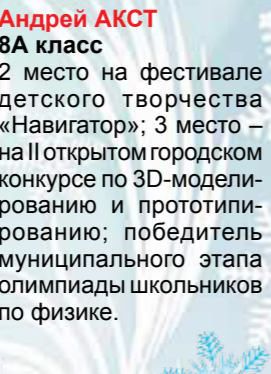 Андрей АКСТ
8А класс
2 место на фестивале
детского творчества
«Навигатор»; 3 место –
на II открытом городском
конкурсе по 3D-модели-
рованию и прототипи-
рованию; победитель
муниципального этапа
олимпиады школьников
по физике.